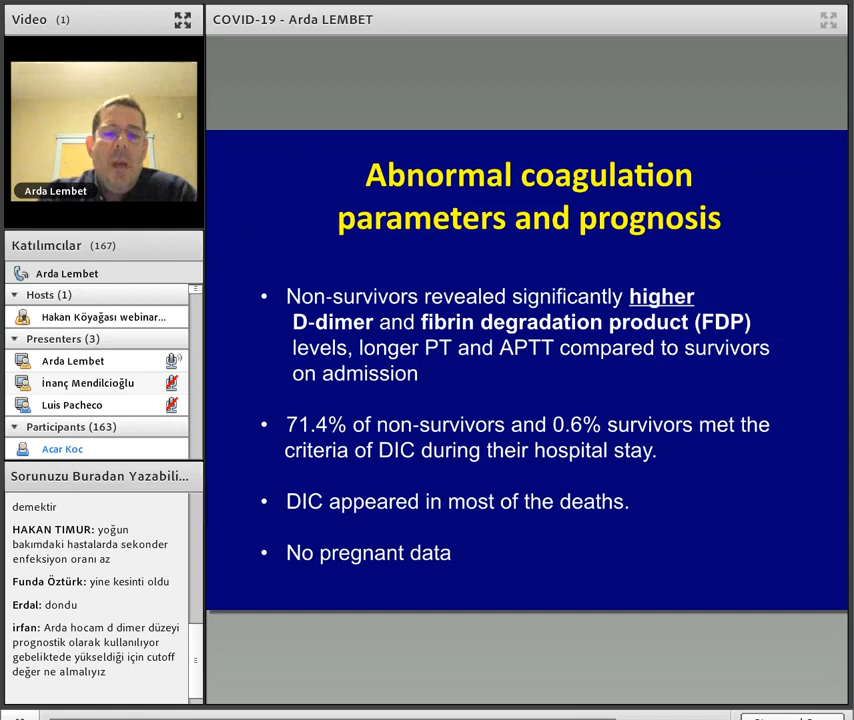 Video (1)
Arda Lembet
Katılımcılar (167)
Arda Lembet
Hosts (1)
Hakan Köyağası webinar...
Presenters (3)
Arda Lembet
İnanç Mendilcioğlu
Luis Pacheco
Participants (163)
Acar Koc
Sorunuzu Buradan Yazabili...
demektir
HAKAN TIMUR: yoğun
bakımdaki hastalarda sekonder
enfeksiyon oranı az
Funda Öztürk: yine kesinti oldu
Erdal: dondu
irfan: Arda hocam d dimer düzeyi
prognostik olarak kullanılıyor
gebeliktede yükseldiği için cutoff
değer ne almalıyız
COVID-19 - Arda LEMBET
Abnormal coagulation
parameters and prognosis
• Non-survivors revealed significantly higher
D-dimer and fibrin degradation product (FDP)
levels, longer PT and APTT compared to survivors
on admission
• 71.4% of non-survivors and 0.6% survivors met the
criteria of DIC during their hospital stay.
• DIC appeared in most of the deaths.
• No pregnant data